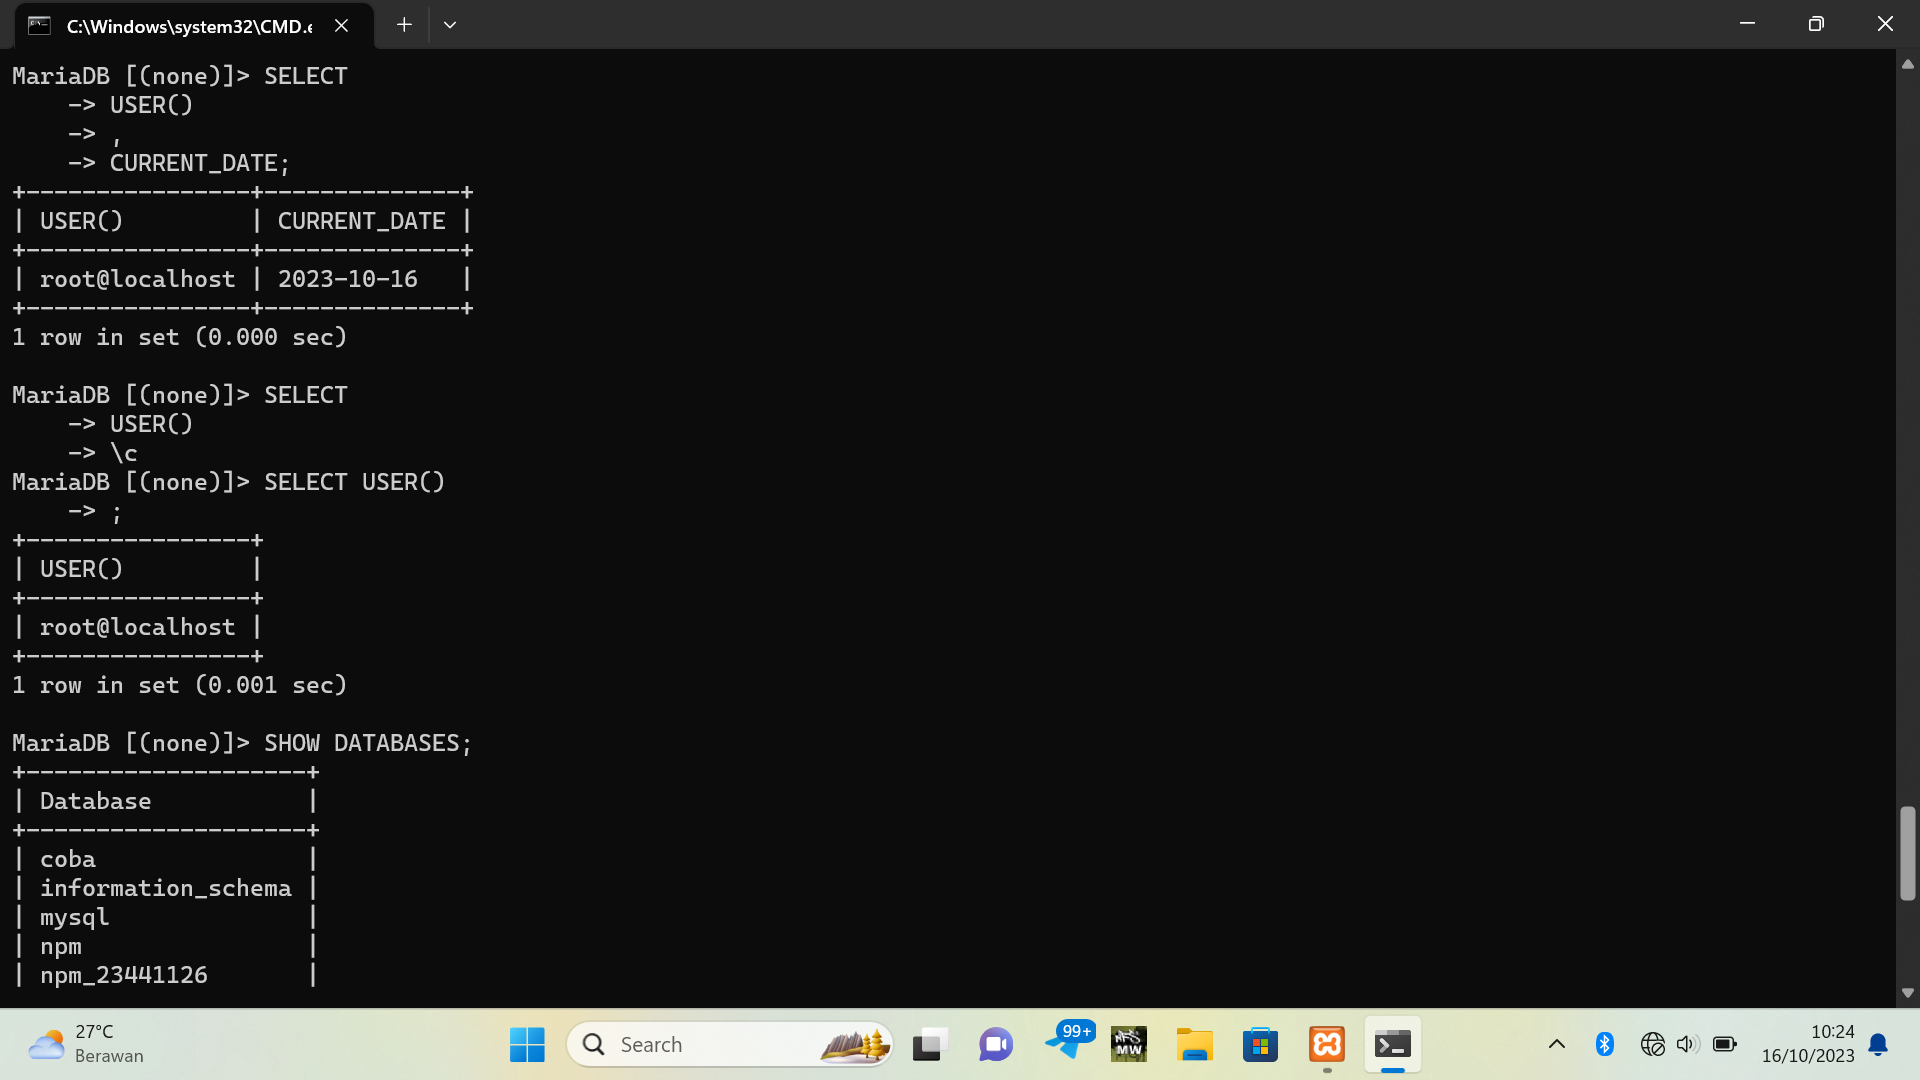 C:\Windows\system32\CMD.e
MariaDB [(none)]> SELECT
    -> USER()
    -> ,
    -> CURRENT_DATE;
+----------------+--------------+
| USER()         | CURRENT_DATE |
+----------------+--------------+
| root@localhost | 2023-10-16   |
+----------------+--------------+
1 row in set (0.000 sec)

MariaDB [(none)]> SELECT
    -> USER()
    -> \c
MariaDB [(none)]> SELECT USER()
    -> ;
+----------------+
| USER()         |
+----------------+
| root@localhost |
+----------------+
1 row in set (0.001 sec)

MariaDB [(none)]> SHOW DATABASES;
+--------------------+
| Database           |
+--------------------+
| coba               |
| information_schema |
| mysql              |
| npm                |
| npm_23441126       |
27°C
Berawan
Search
99+
NFS
MW
10:24
16/10/2023